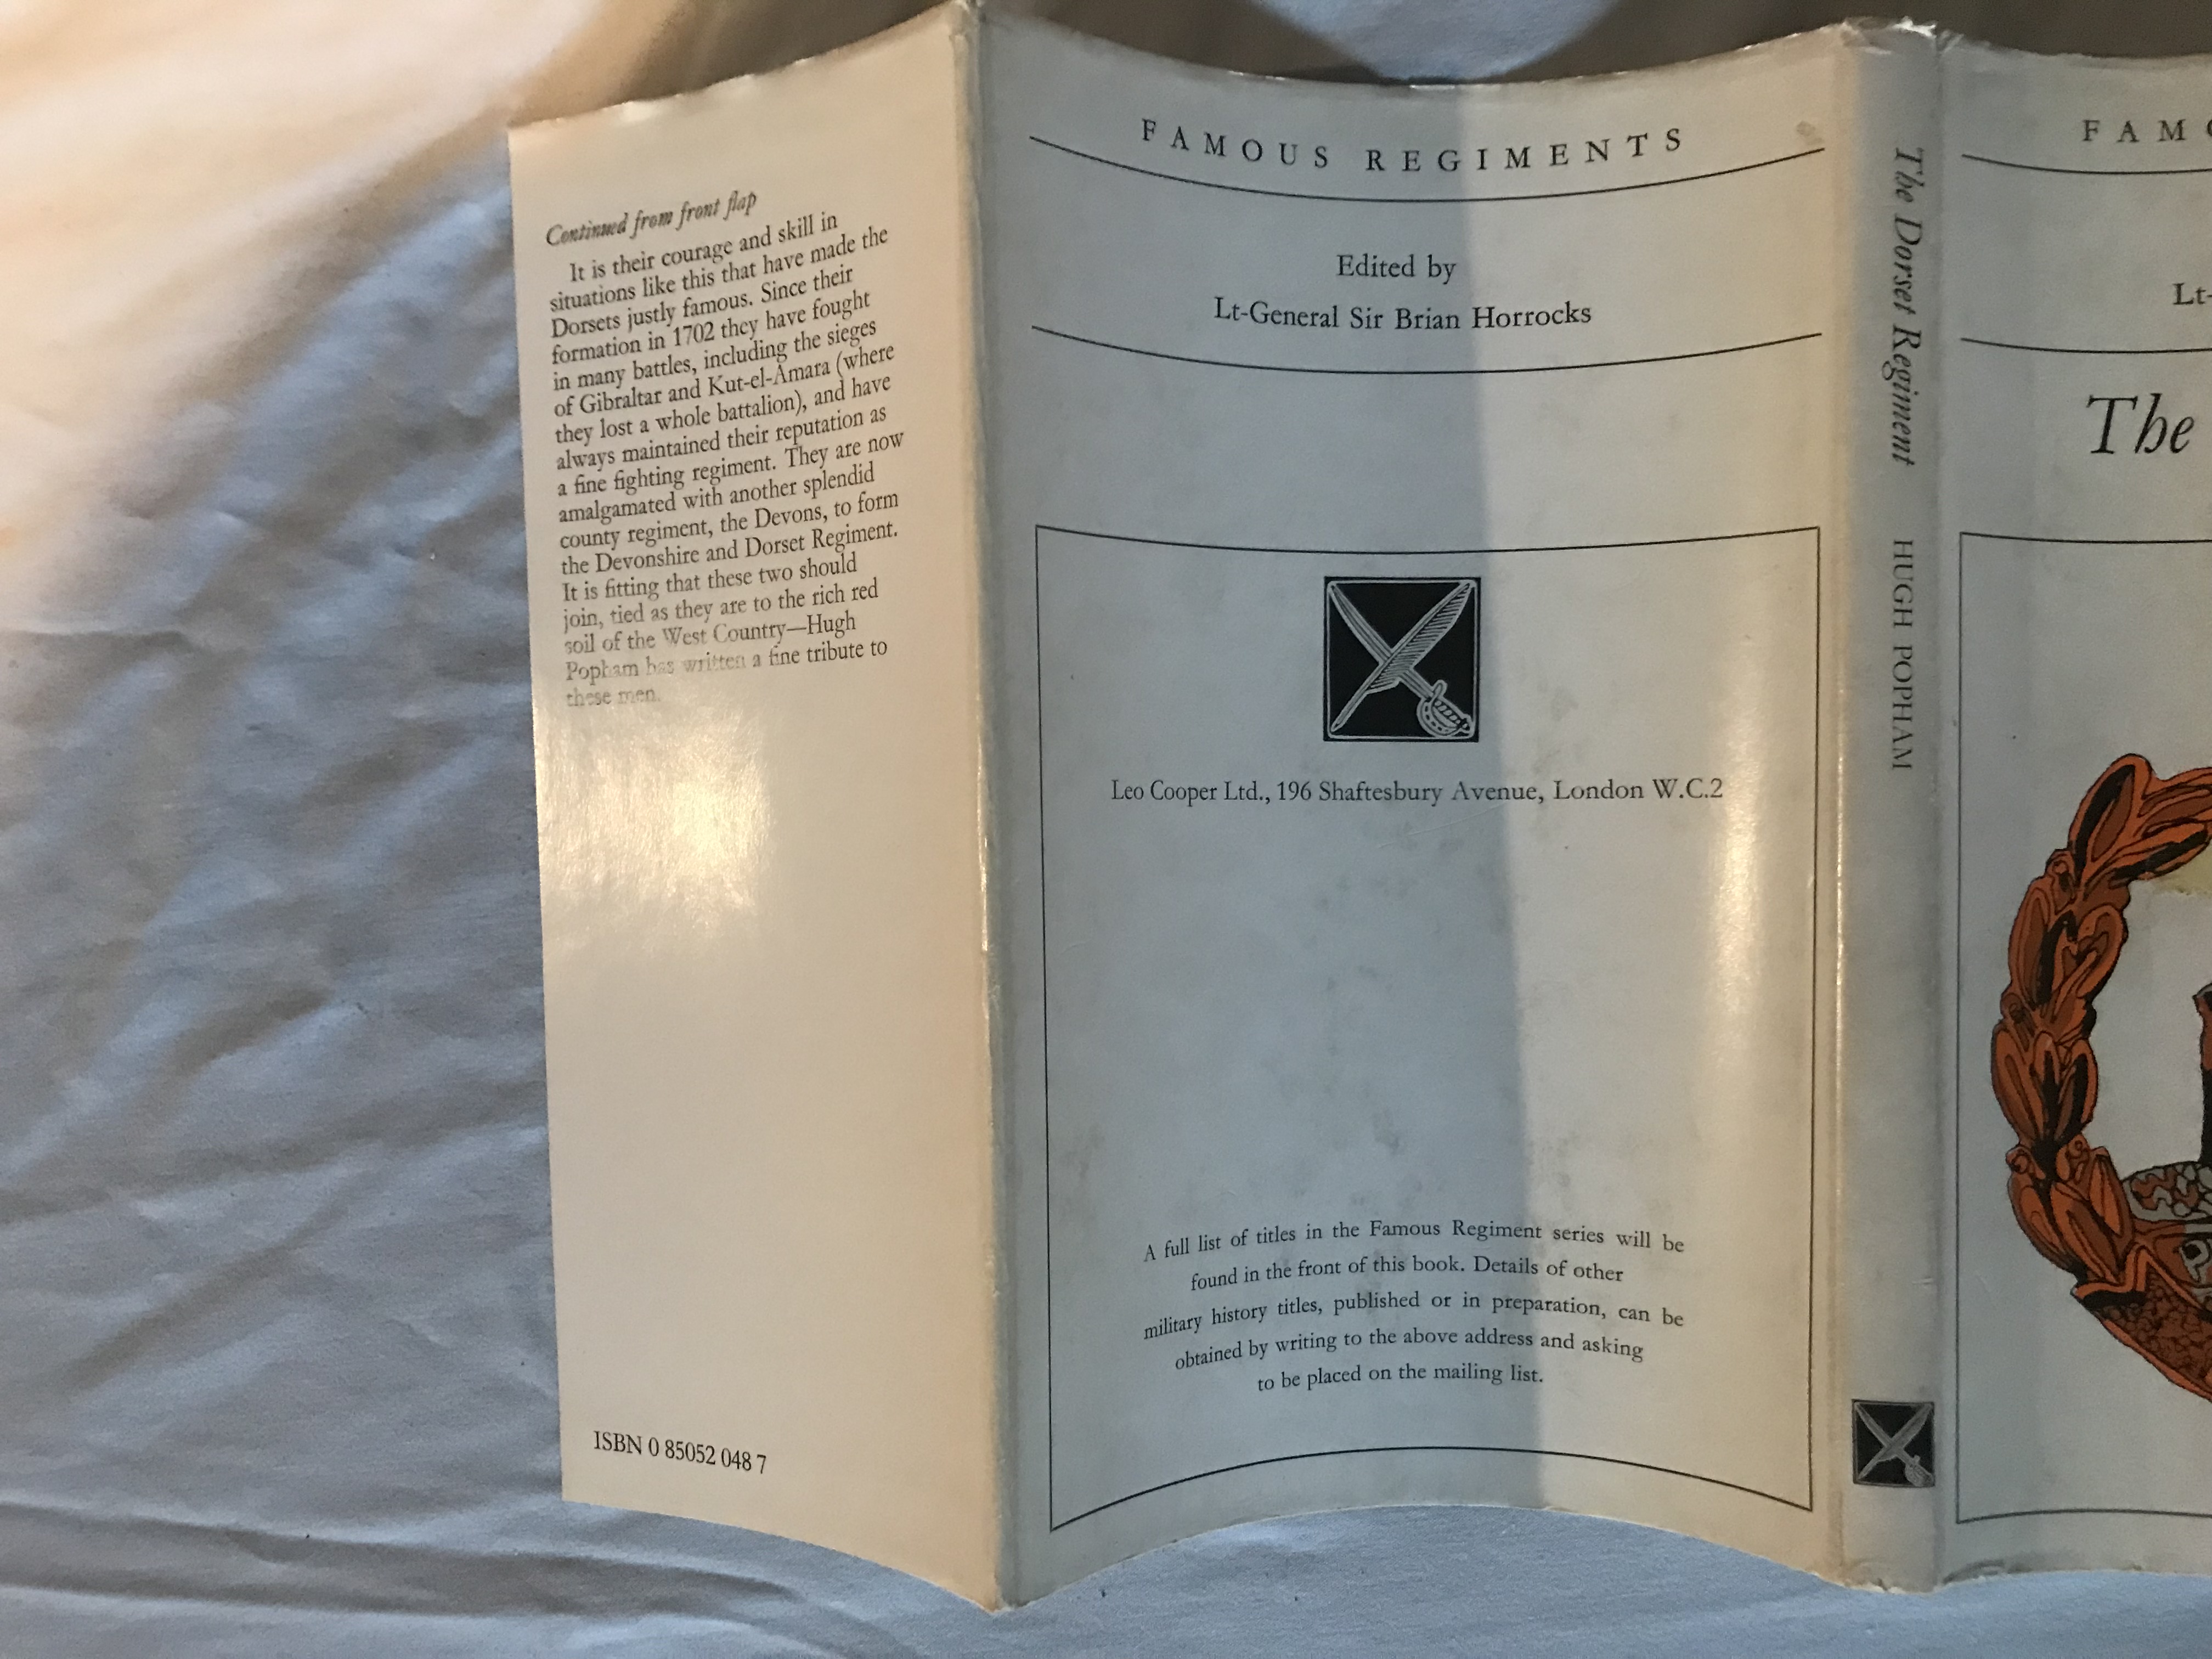 Continued from front flap
It is their courage and skill in
situations like this that have made the
Dorsets justly famous. Since their
formation in 1702 they have fought
in many battles, including the sieges
of Gibraltar and Kut-el-Amara (where
they lost a whole battalion), and have
always maintained their reputation as
a fine fighting regiment. They are now
amalgamated with another splendid
county regiment, the Devons, to form
the Devonshire and Dorset Regiment.
It is fitting that these two should
join, tied as they are to the rich red
soil of the West Country—Hugh
Popham has written a fine tribute to
these men.
ISBN 0 85052 048 7
FAMOUS REGIMENTS
Edited by
Lt-General Sir Brian Horrocks
Leo Cooper Ltd., 196 Shaftesbury Avenue, London W.C.2
A full list of titles in the Famous Regiment series will be
found in the front of this book. Details of other
military history titles, published or in preparation, can be
obtained by writing to the above address and asking
to be placed on the mailing list.
The Dorset Regiment HUGH POPHAM
FAM
Lt-
The